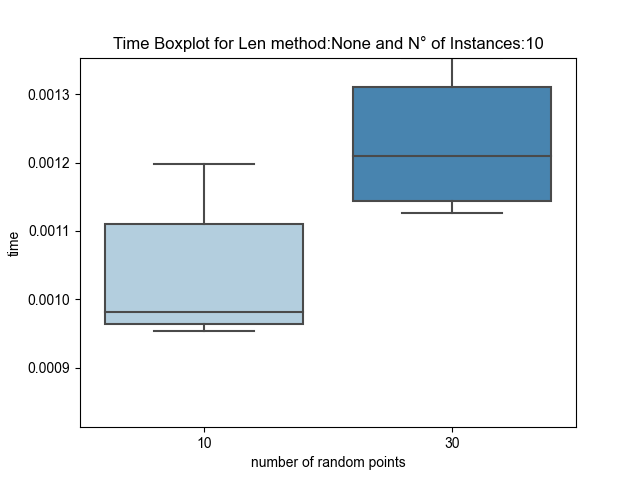 Time Boxplot for Len method:None and N° of Instances:10
0.0013
0.0012
0.0011
0.0010
0.0009
time
10
30
number of random points